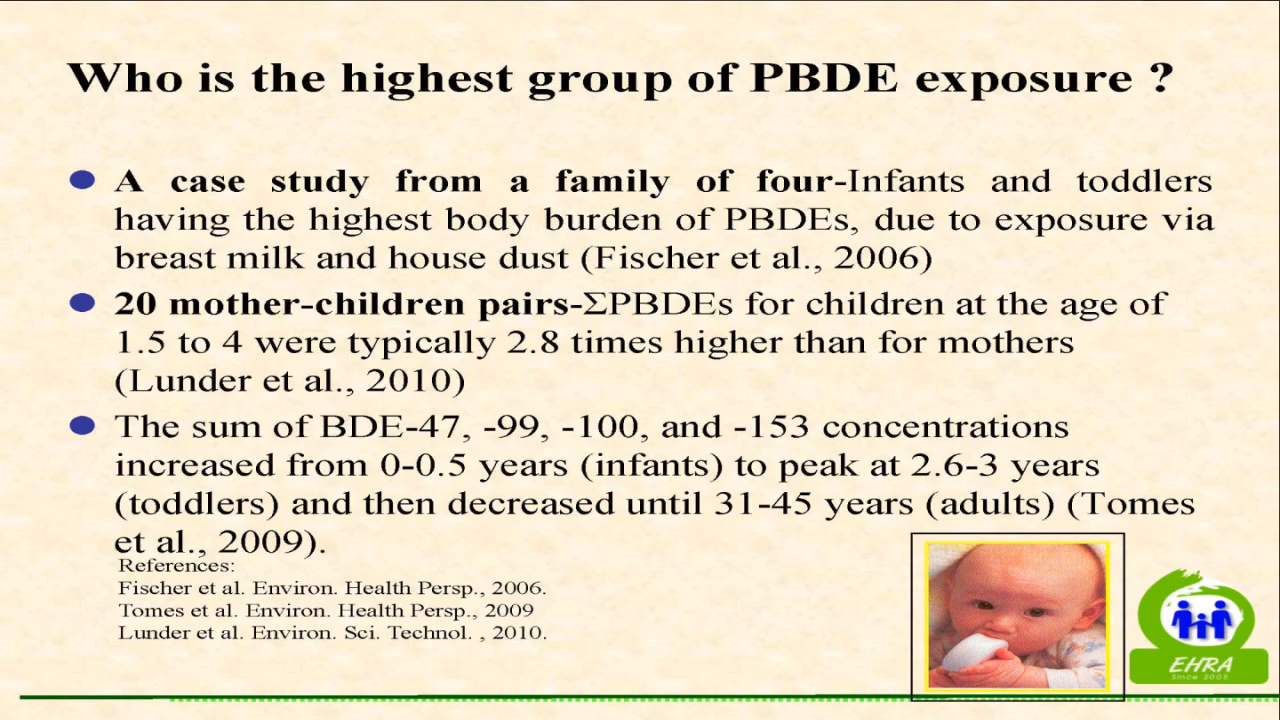 Who is the highest group of PBDE exposure ?
A case study from a family of four-Infants and toddlers
having the highest body burden of PBDEs, due to exposure via
breast milk and house dust (Fischer et al., 2006)
20 mother-children pairs-ΣPBDEs for children at the age of
1.5 to 4 were typically 2.8 times higher than for mothers
(Lunder et al., 2010)
The sum of BDE-47, -99, -100, and -153 concentrations
increased from 0-0.5 years (infants) to peak at 2.6-3 years
(toddlers) and then decreased until 31-45 years (adults) (Tomes
et al., 2009).
References:
Fischer et al. Environ. Health Persp., 2006.
Tomes et al. Environ. Health Persp., 2009
Lunder et al. Environ. Sci. Technol. , 2010.
EHRA
Since 2005